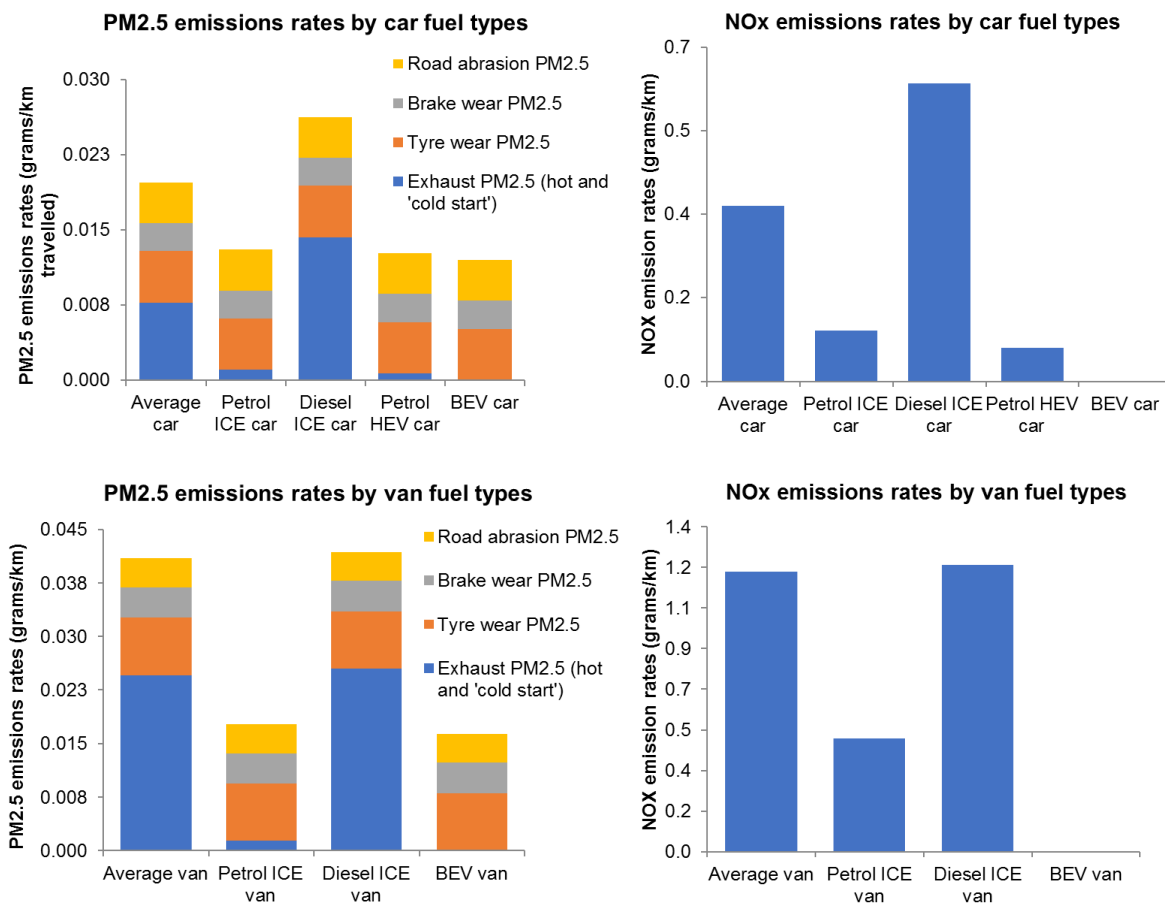 PM2.5 emissions rates by car fuel types
PM2.5 emissions rates (grams/km
travelled)
0.030
0.023
0.015
0.008
0.000
Road abrasion PM2.5
Brake wear PM2.5
Tyre wear PM2.5
Exhaust PM2.5 (hot and
'cold start')
Average
car
Petrol
ICE car
Diesel
ICE car
Petrol
HEV car
BEV car
NOx emissions rates by car fuel types
NOX emission rates (grams/km)
0.7
0.6
0.4
0.2
0.0
Average
car
Petrol ICE
car
Diesel ICE
car
Petrol HEV
car
BEV car
PM2.5 emissions rates by van fuel types
PM2.5 emissions rates (grams/km)
0.045
0.038
0.030
0.023
0.015
0.008
0.000
Road abrasion PM2.5
Brake wear PM2.5
Tyre wear PM2.5
Exhaust PM2.5 (hot
and 'cold start')
Average van
Petrol ICE
van
Diesel ICE
van
BEV van
NOx emissions rates by van fuel types
NOX emission rates (grams/km)
1.4
1.2
1.1
0.9
0.7
0.5
0.4
0.2
0.0
Average van
Petrol ICE
van
Diesel ICE
van
BEV van